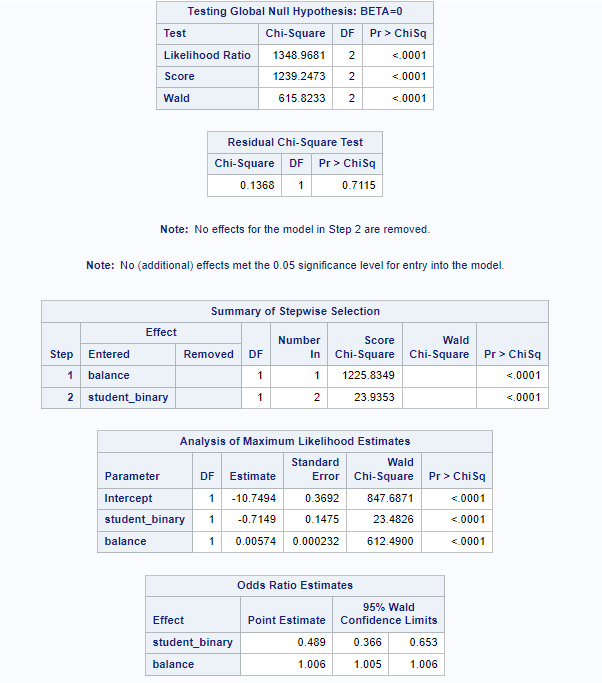 Testing Global Null Hypothesis: BETA=0
Test Chi-Square DF Pr > ChiSq
Likelihood Ratio 1348.9681 2 <.0001
Score 1239.2473 2 <.0001
Wald 615.8233 2 <.0001
Residual Chi-Square Test
Chi-Square DF Pr > ChiSq
0.1368 1 0.7115
Note: No effects for the model in Step 2 are removed.
Note: No (additional) effects met the 0.05 significance level for entry into the model.
Summary of Stepwise Selection
Effect
Number Score Wald
Step Entered Removed DF In Chi-Square Chi-Square Pr > ChiSq
1 balance 1 1 1225.8349 <.0001
2 student_binary 1 2 23.9353 <.0001
Analysis of Maximum Likelihood Estimates
Standard Wald
Parameter DF Estimate Error Chi-Square Pr > ChiSq
Intercept 1 -10.7494 0.3692 847.6871 <.0001
student_binary 1 -0.7149 0.1475 23.4826 <.0001
balance 1 0.00574 0.000232 612.4900 <.0001
Odds Ratio Estimates
95% Wald
Effect Point Estimate Confidence Limits
student_binary 0.489 0.366 0.653
balance 1.006 1.005 1.006